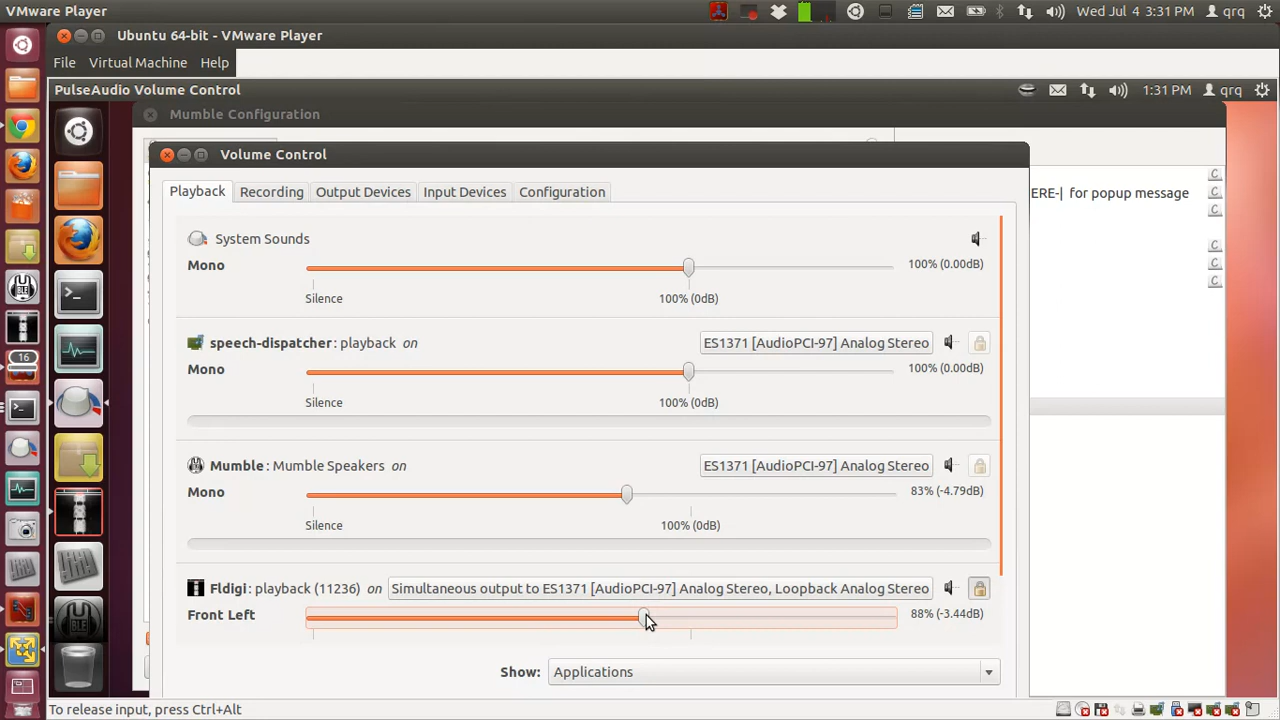 VMware Player
Wed Jul 4 3:31 PM qrq
Ubuntu 64-bit - VMware Player
File Virtual Machine Help
PulseAudio Volume Control
1:31 PM qrq
Mumble Configuration
Volume Control
Playback Recording Output Devices Input Devices Configuration
ERE-| for popup message
System Sounds
Mono 100% (0.00dB)
Silence 100% (0dB)
speech-dispatcher: playback on ES1371 [AudioPCI-97] Analog Stereo
Mono 100% (0.00dB)
Silence 100% (0dB)
Mumble: Mumble Speakers on ES1371 [AudioPCI-97] Analog Stereo
Mono 83% (-4.79dB)
Silence 100% (0dB)
Fldigi: playback (11236) on Simultaneous output to ES1371 [AudioPCI-97] Analog Stereo, Loopback Analog Stereo
Front Left 88% (-3.44dB)
Show: Applications
To release input, press Ctrl+Alt
16
C
C
C
C
C
C